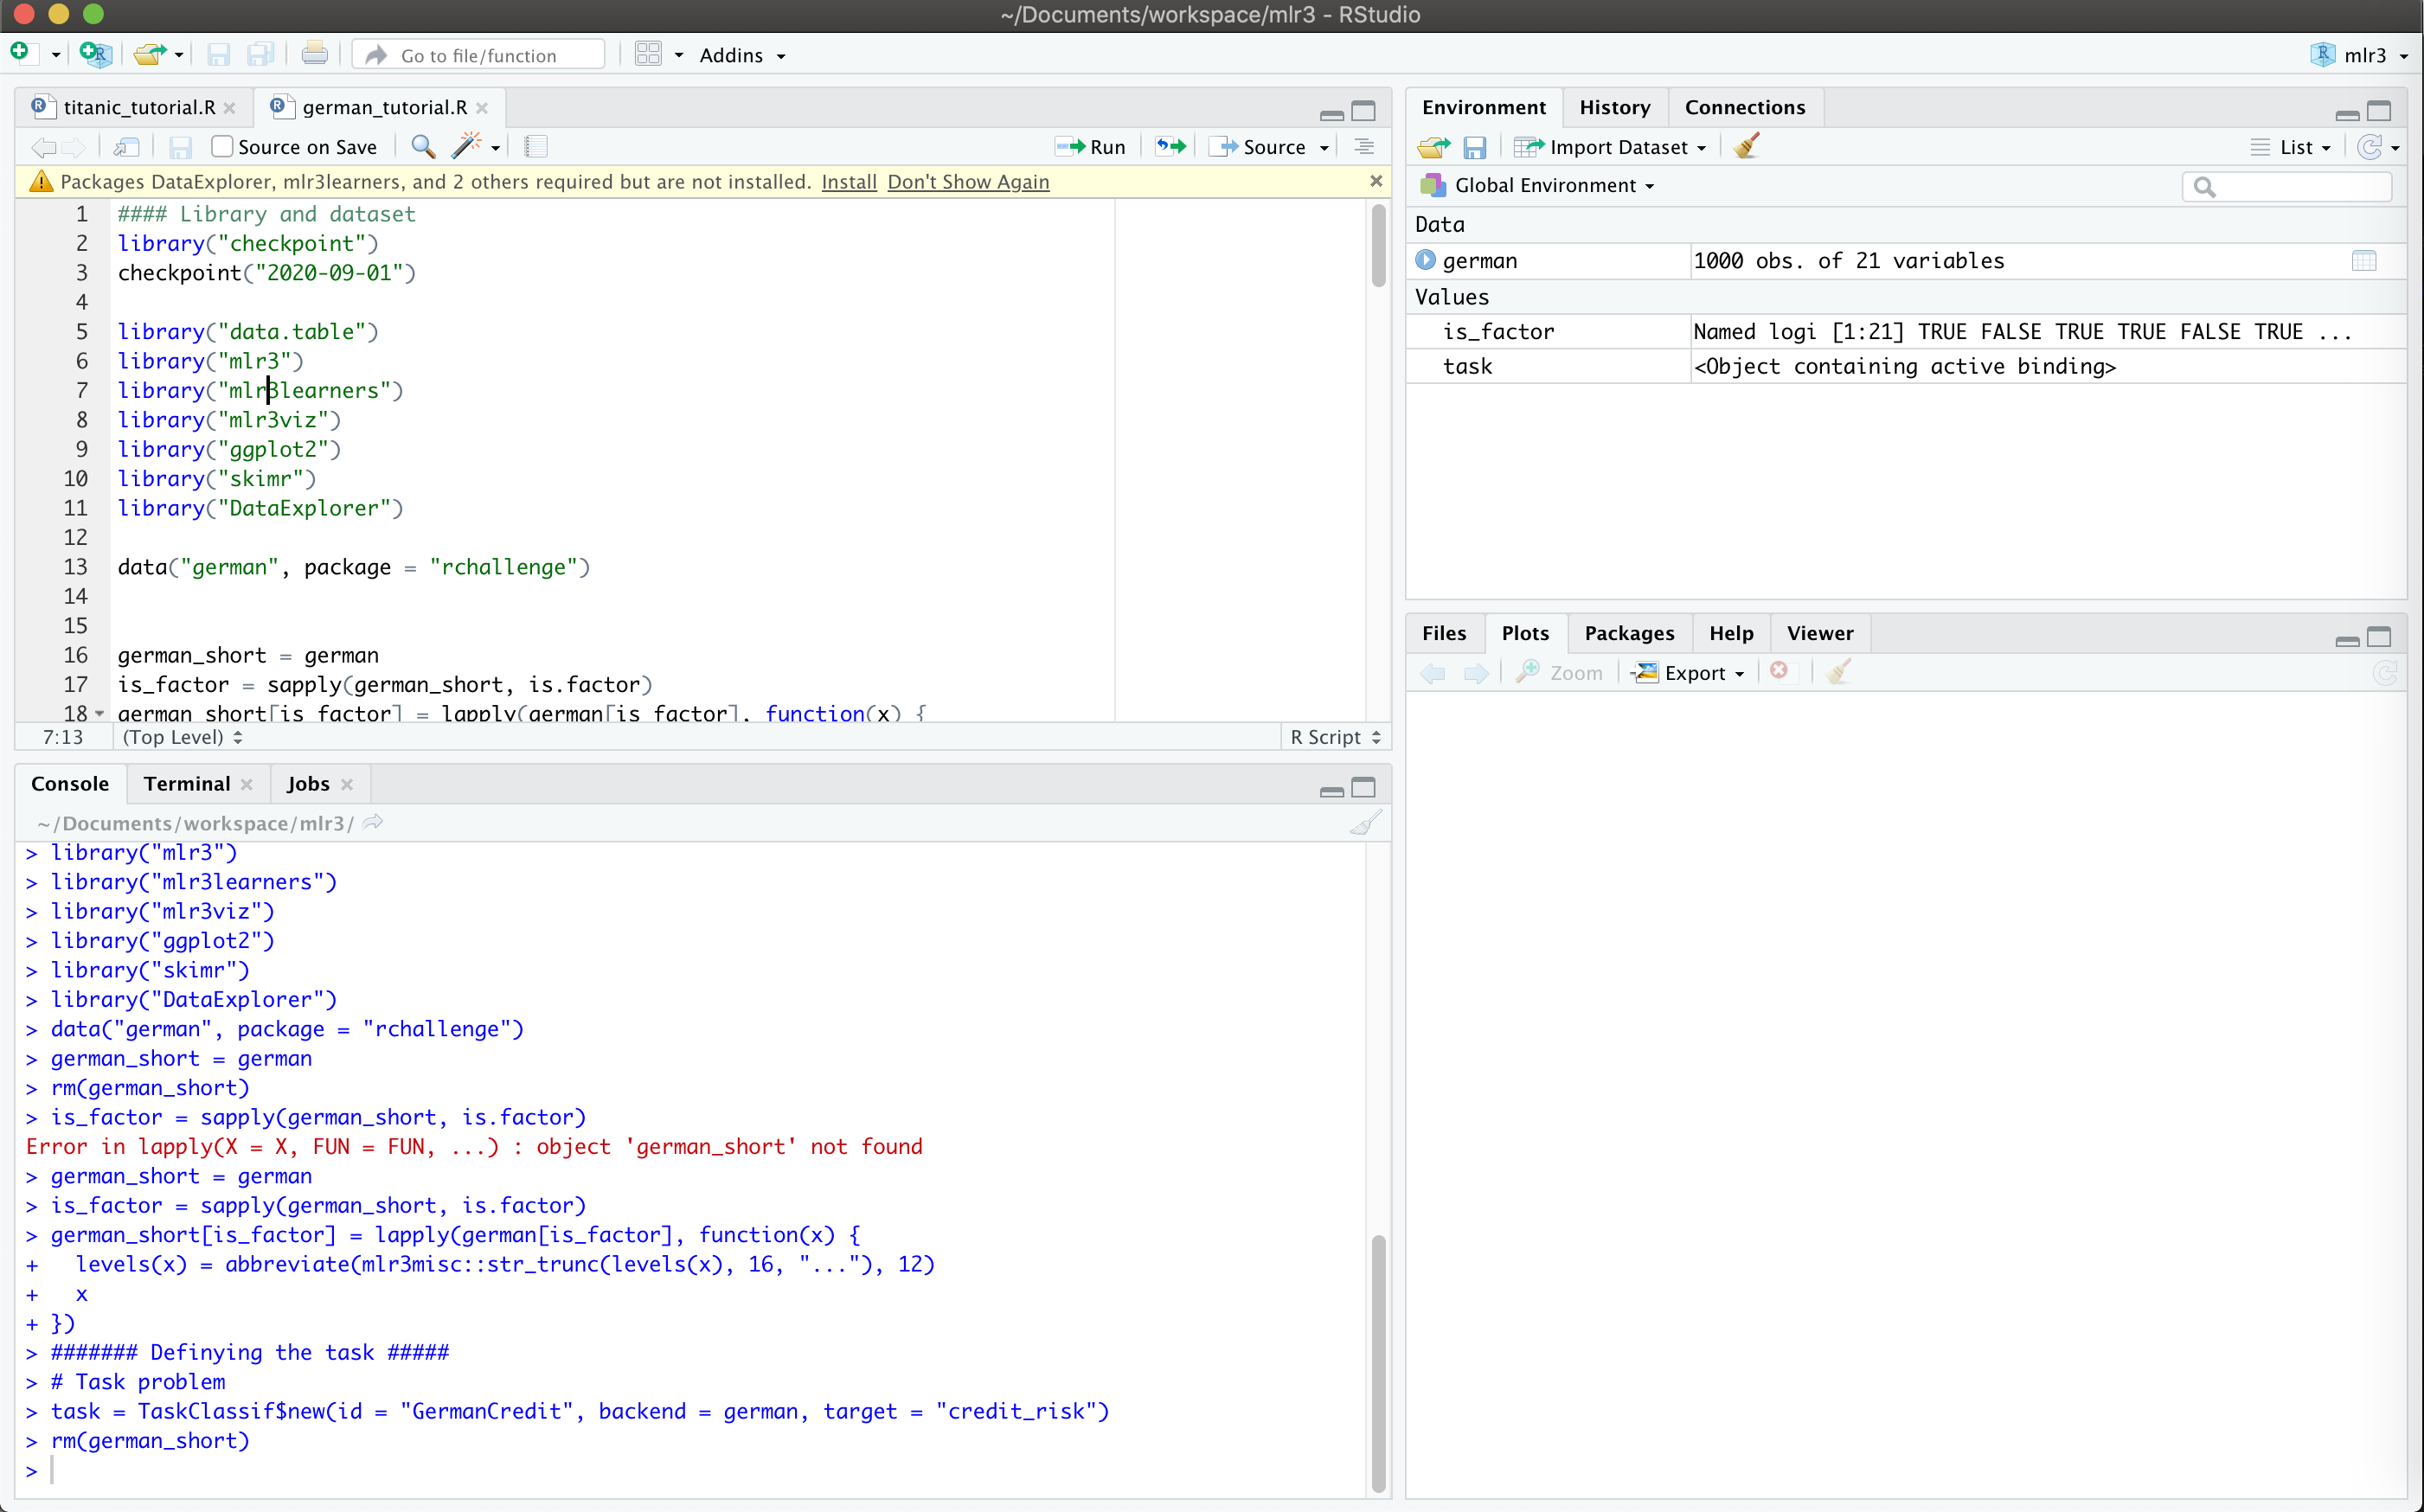 ~/Documents/workspace/mlr3 - RStudio
Go to file/function
Addins
mlr3
titanic_tutorial.R
german_tutorial.R
Source on Save
Run
Source
Packages DataExplorer, mlr3learners, and 2 others required but are not installed. Install Don't Show Again
1 #### Library and dataset
2 library("checkpoint")
3 checkpoint("2020-09-01")
4
5 library("data.table")
6 library("mlr3")
7 library("mlr3learners")
8 library("mlr3viz")
9 library("ggplot2")
10 library("skimr")
11 library("DataExplorer")
12
13 data("german", package = "rchallenge")
14
15
16 german_short = german
17 is_factor = sapply(german_short, is.factor)
18 german_short[is_factor] = lapply(german[is_factor], function(x) {
7:13 (Top Level) R Script
Console Terminal Jobs
~/Documents/workspace/mlr3/
> library("mlr3")
> library("mlr3learners")
> library("mlr3viz")
> library("ggplot2")
> library("skimr")
> library("DataExplorer")
> data("german", package = "rchallenge")
> german_short = german
> rm(german_short)
> is_factor = sapply(german_short, is.factor)
Error in lapply(X = X, FUN = FUN, ...) : object 'german_short' not found
> german_short = german
> is_factor = sapply(german_short, is.factor)
> german_short[is_factor] = lapply(german[is_factor], function(x) {
+   levels(x) = abbreviate(mlr3misc::str_trunc(levels(x), 16, "..."), 12)
+   x
+ })
> ####### Definying the task #####
> # Task problem
> task = TaskClassif$new(id = "GermanCredit", backend = german, target = "credit_risk")
> rm(german_short)
>
Environment History Connections
Import Dataset
List
Global Environment
Data
german 1000 obs. of 21 variables
Values
is_factor Named logi [1:21] TRUE FALSE TRUE TRUE FALSE TRUE ...
task <Object containing active binding>
Files Plots Packages Help Viewer
Zoom Export